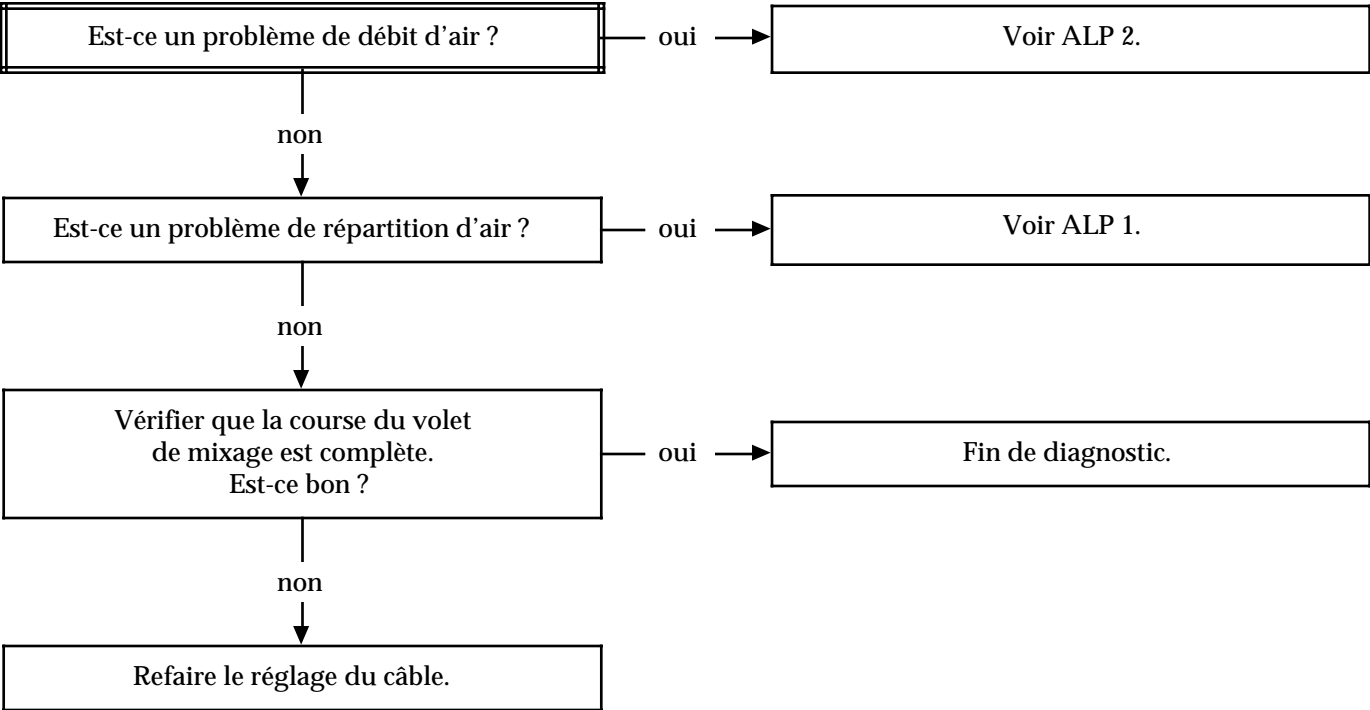 Est-ce un problème de débit d'air ?
oui
Voir ALP 2.
non
Est-ce un problème de répartition d'air ?
oui
Voir ALP 1.
non
Vérifier que la course du volet
de mixage est complète.
Est-ce bon ?
oui
Fin de diagnostic.
non
Refaire le réglage du câble.